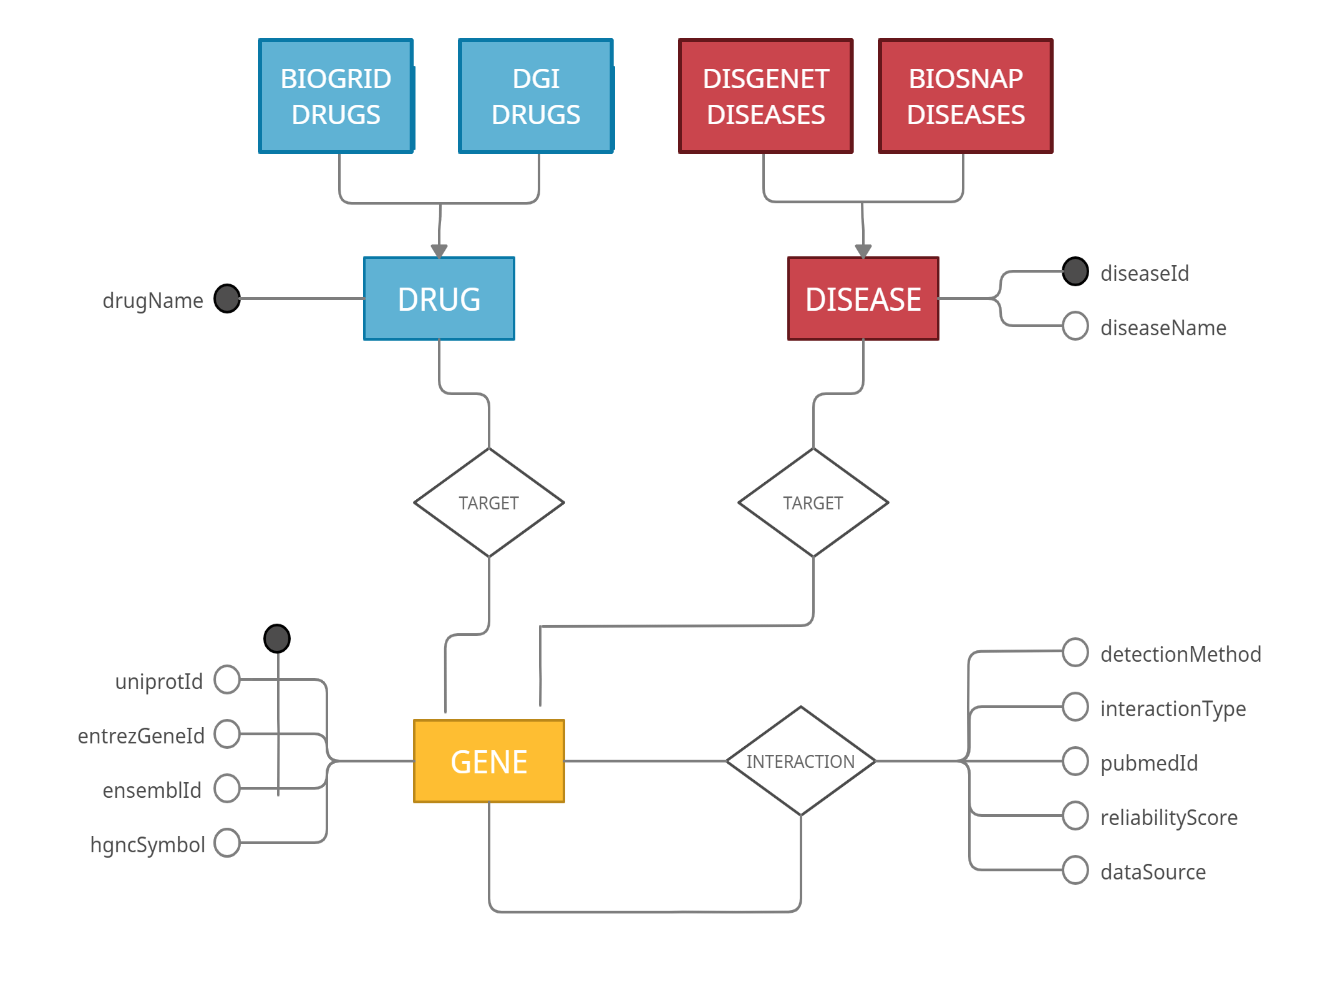 BIOGRID
DRUGS
DGI
DRUGS
DISGENET
DISEASES
BIOSNAP
DISEASES
drugName
DRUG
DISEASE
diseaseId
diseaseName
TARGET
TARGET
uniprotId
entrezGeneId
ensemblId
hgncSymbol
GENE
INTERACTION
detectionMethod
interactionType
pubmedId
reliabilityScore
dataSource